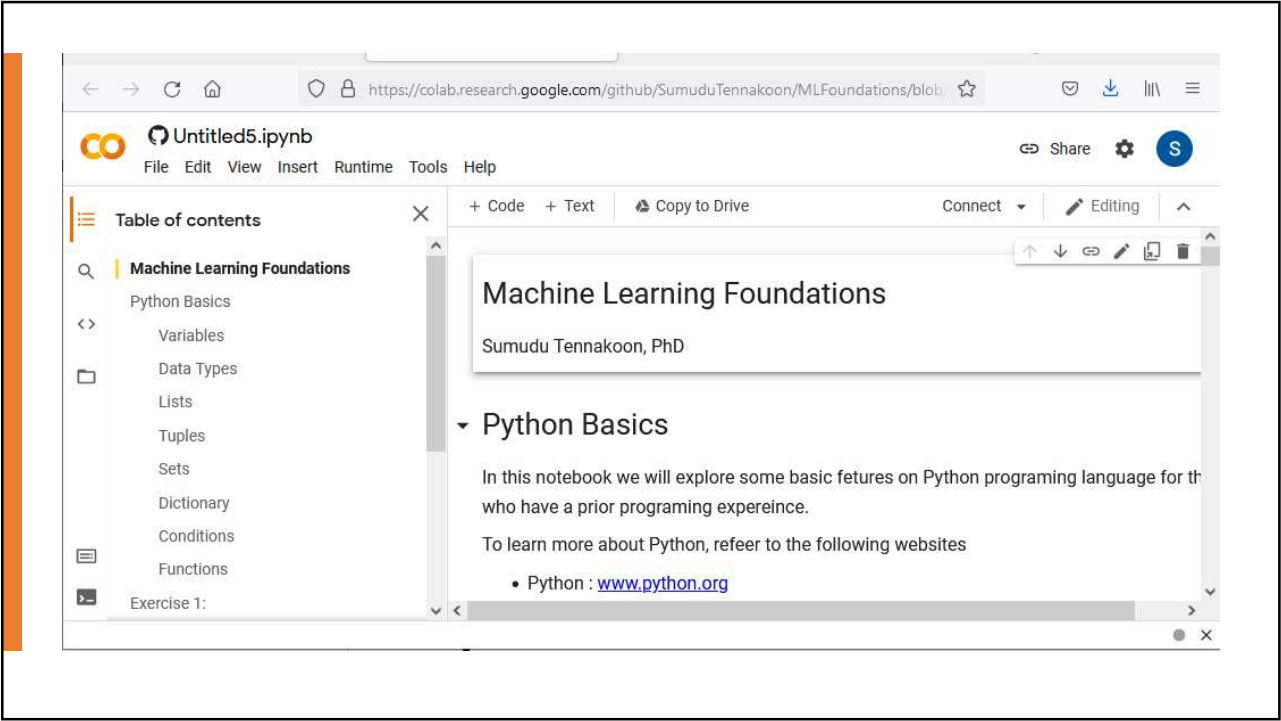 https://colab.research.google.com/github/SumuduTennakoon/MLFoundations/blob/
Untitled5.ipynb
File Edit View Insert Runtime Tools Help
Share
S
Table of contents
+ Code + Text Copy to Drive
Connect
Editing
Machine Learning Foundations
Python Basics
Variables
Data Types
Lists
Tuples
Sets
Dictionary
Conditions
Functions
Exercise 1:
Machine Learning Foundations
Sumudu Tennakoon, PhD
Python Basics
In this notebook we will explore some basic fetures on Python programing language for th
who have a prior programing expereince.
To learn more about Python, refeer to the following websites
• Python : www.python.org